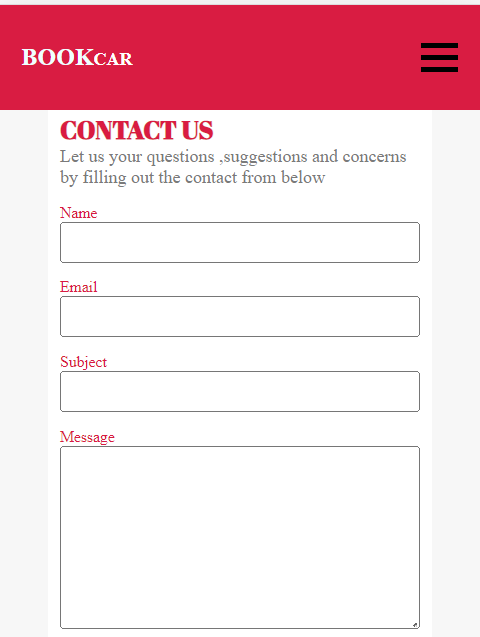 BOOKCAR
CONTACT US
Let us your questions ,suggestions and concerns
by filling out the contact from below
Name
Email
Subject
Message